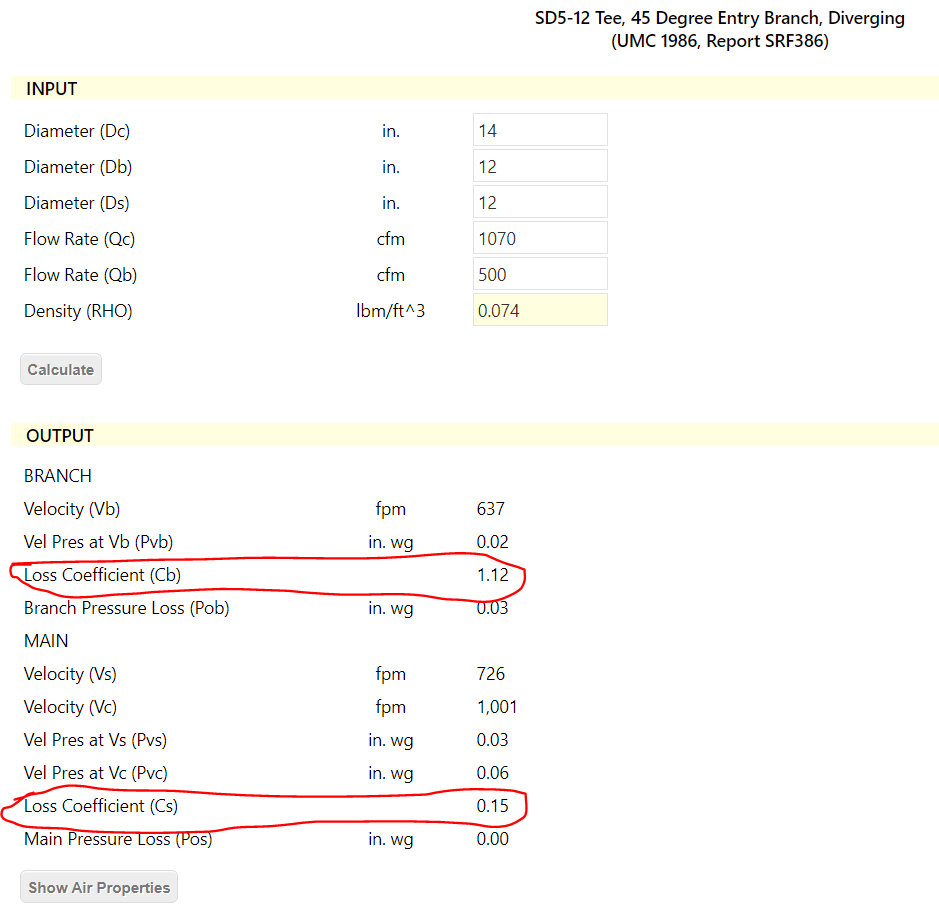 SD5-12 Tee, 45 Degree Entry Branch, Diverging
(UMC 1986, Report SRF386)
INPUT
Diameter (Dc) in. 14
Diameter (Db) in. 12
Diameter (Ds) in. 12
Flow Rate (Qc) cfm 1070
Flow Rate (Qb) cfm 500
Density (RHO) lbm/ft^3 0.074
Calculate
OUTPUT
BRANCH
Velocity (Vb) fpm 637
Vel Pres at Vb (Pvb) in. wg 0.02
Loss Coefficient (Cb) 1.12
Branch Pressure Loss (Pob) in. wg 0.03
MAIN
Velocity (Vs) fpm 726
Velocity (Vc) fpm 1,001
Vel Pres at Vs (Pvs) in. wg 0.03
Vel Pres at Vc (Pvc) in. wg 0.06
Loss Coefficient (Cs) 0.15
Main Pressure Loss (Pos) in. wg 0.00
Show Air Properties